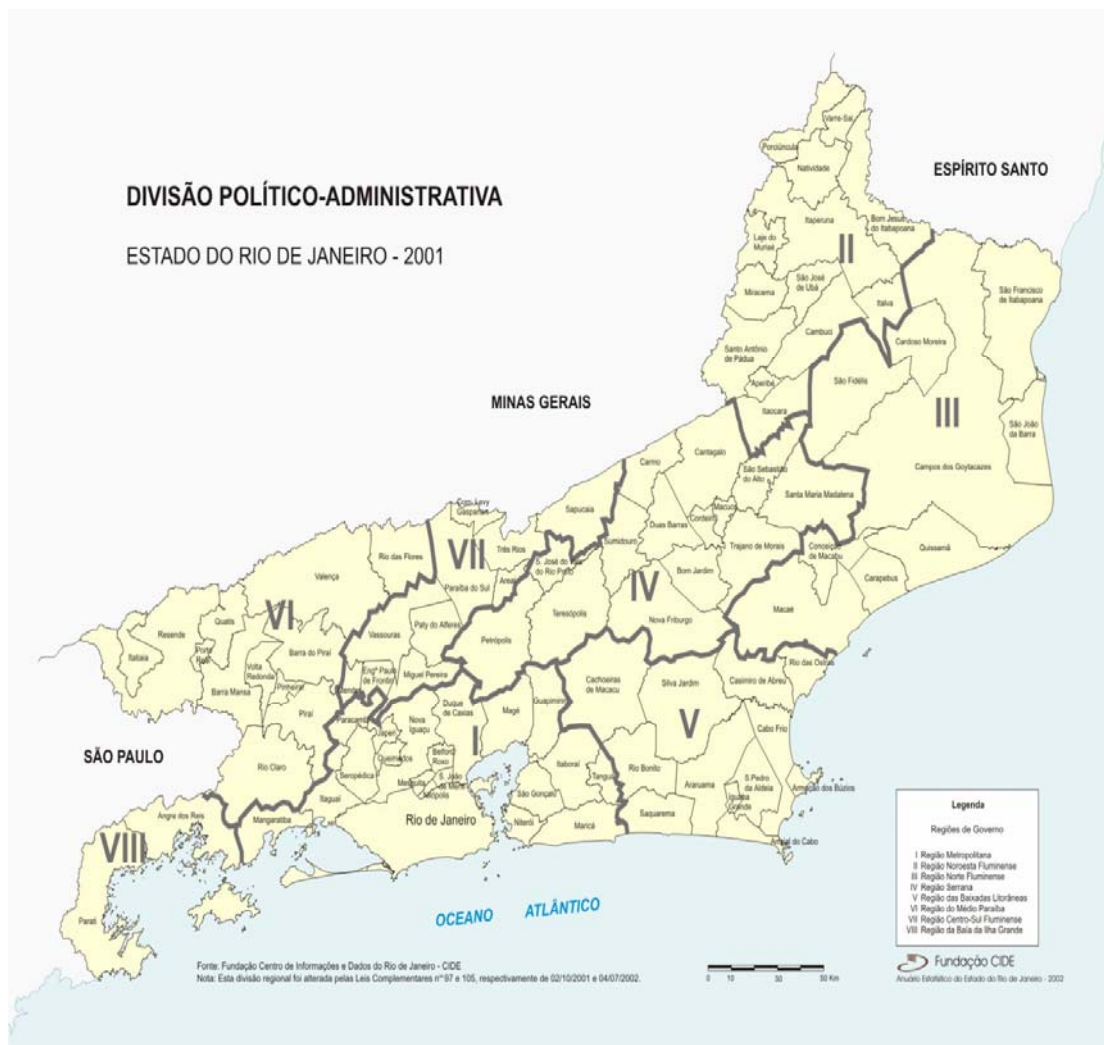 DIVISÃO POLÍTICO-ADMINISTRATIVA
ESTADO DO RIO DE JANEIRO - 2001
ESPÍRITO SANTO
MINAS GERAIS
SÃO PAULO
OCEANO ATLÂNTICO
Varre-Sai
Porciúncula
Natividade
Itaperuna
Bom Jesus
do Itabapoana
Laje do
Muriaé
II
São José
de Ubá
Miracema
Italva
Cambuci
Santo Antônio
de Pádua
Aperibé
Itaocara
São Francisco
de Itabapoana
Cardoso Moreira
São Fidélis
III
São João
da Barra
Campos dos Goytacazes
Quissamã
Conceição
de Macabu
Carapebus
Macaé
Carmo
Cantagalo
São Sebastião
do Alto
Santa Maria Madalena
Macuco
Cordeiro
Duas Barras
Trajano de Morais
Sumidouro
Bom Jardim
IV
Nova Friburgo
Teresópolis
Petrópolis
Sapucaia
Três Rios
VII
Areal
Paraíba do Sul
Paty do Alferes
Vassouras
Miguel Pereira
Engº Paulo
de Frontin
Rio das Flores
Valença
VI
Resende
Itatiaia
Quatis
Porto
Real
Barra Mansa
Volta
Redonda
Barra do Piraí
Pinheiral
Piraí
Rio Claro
Paracambi
Japeri
Nova
Iguaçu
Duque de
Caxias
Magé
Guapimirim
I
Queimados
Belford
Roxo
Seropédica
Mesquita
Nilópolis
Itaguaí
Mangaratiba
Rio de Janeiro
Itaboraí
Tanguá
São Gonçalo
Niterói
Maricá
Cachoeiras
de Macacu
Silva Jardim
Casimiro de Abreu
Rio das Ostras
V
Cabo Frio
Rio Bonito
Araruama
S.Pedro
da Aldeia
Iguaba
Grande
Armação dos Búzios
Saquarema
Arraial do Cabo
Angra dos Reis
VIII
Parati
Legenda
Regiões de Governo
I Região Metropolitana
II Região Noroesta Fluminense
III Região Norte Fluminense
IV Região Serrana
V Região das Baixadas Litorâneas
VI Região do Médio Paraíba
VII Região Centro-Sul Fluminense
VIII Região da Baía da Ilha Grande
Fonte: Fundação Centro de Informações e Dados do Rio de Janeiro - CIDE
Nota: Esta divisão regional foi alterada pelas Leis Complementares nº 97 e 105, respectivamente de 02/10/2001 e 04/07/2002.
0 10 30 50 Km
Fundação CIDE
Anuário Estatístico do Estado do Rio de Janeiro - 2002